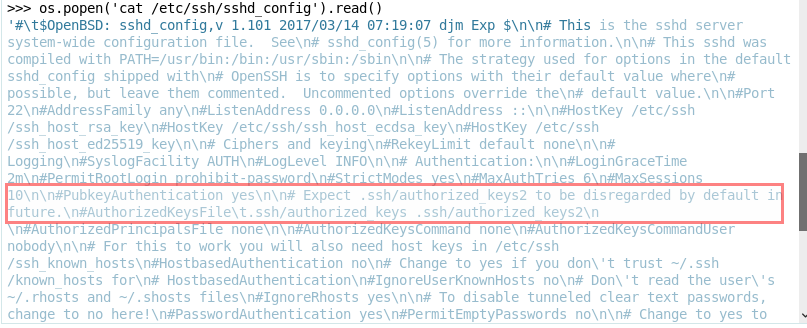 >>> os.popen('cat /etc/ssh/sshd_config').read()
'#\t$OpenBSD: sshd_config,v 1.101 2017/03/14 07:19:07 djm Exp $\n\n# This is the sshd server
system-wide configuration file.  See\n# sshd_config(5) for more information.\n\n# This sshd was
compiled with PATH=/usr/bin:/bin:/usr/sbin:/sbin\n\n# The strategy used for options in the default
sshd_config shipped with\n# OpenSSH is to specify options with their default value where\n#
possible, but leave them commented.  Uncommented options override the\n# default value.\n\n#Port
22\n#AddressFamily any\n#ListenAddress 0.0.0.0\n#ListenAddress ::\n\n#HostKey /etc/ssh
/ssh_host_rsa_key\n#HostKey /etc/ssh/ssh_host_ecdsa_key\n#HostKey /etc/ssh
/ssh_host_ed25519_key\n\n# Ciphers and keying\n#RekeyLimit default none\n\n#
Logging\n#SyslogFacility AUTH\n#LogLevel INFO\n\n# Authentication:\n\n#LoginGraceTime
2m\n#PermitRootLogin prohibit-password\n#StrictModes yes\n#MaxAuthTries 6\n#MaxSessions
10\n\n#PubkeyAuthentication yes\n\n# Expect .ssh/authorized_keys2 to be disregarded by default in
future.\n#AuthorizedKeysFile\t.ssh/authorized_keys .ssh/authorized_keys2\n
\n#AuthorizedPrincipalsFile none\n\n#AuthorizedKeysCommand none\n#AuthorizedKeysCommandUser
nobody\n\n# For this to work you will also need host keys in /etc/ssh
/ssh_known_hosts\n#HostbasedAuthentication no\n# Change to yes if you don\'t trust ~/.ssh
/known_hosts for\n# HostbasedAuthentication\n#IgnoreUserKnownHosts no\n# Don\'t read the user\'s
~/.rhosts and ~/.shosts files\n#IgnoreRhosts yes\n\n# To disable tunneled clear text passwords,
change to no here!\n#PasswordAuthentication yes\n#PermitEmptyPasswords no\n\n# Change to yes to